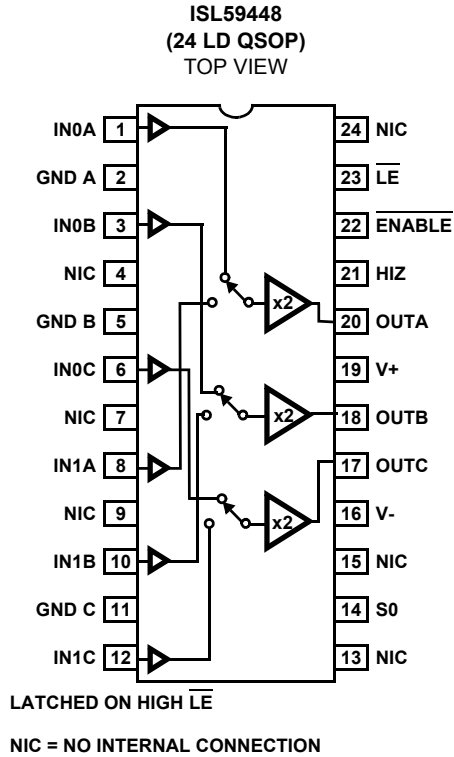 ISL59448
(24 LD QSOP)
TOP VIEW
IN0A 1
24 NIC
GND A 2
23 LE
IN0B 3
22 ENABLE
NIC 4
21 HIZ
x2
GND B 5
20 OUTA
IN0C 6
19 V+
NIC 7
x2
18 OUTB
IN1A 8
17 OUTC
NIC 9
x2
16 V-
IN1B 10
15 NIC
GND C 11
14 S0
IN1C 12
13 NIC
LATCHED ON HIGH LE
NIC = NO INTERNAL CONNECTION